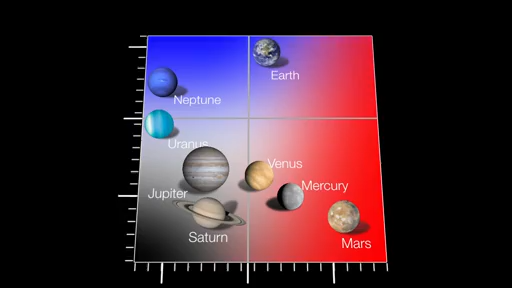 Earth
Neptune
Uranus
Venus
Jupiter
Mercury
Saturn
Mars